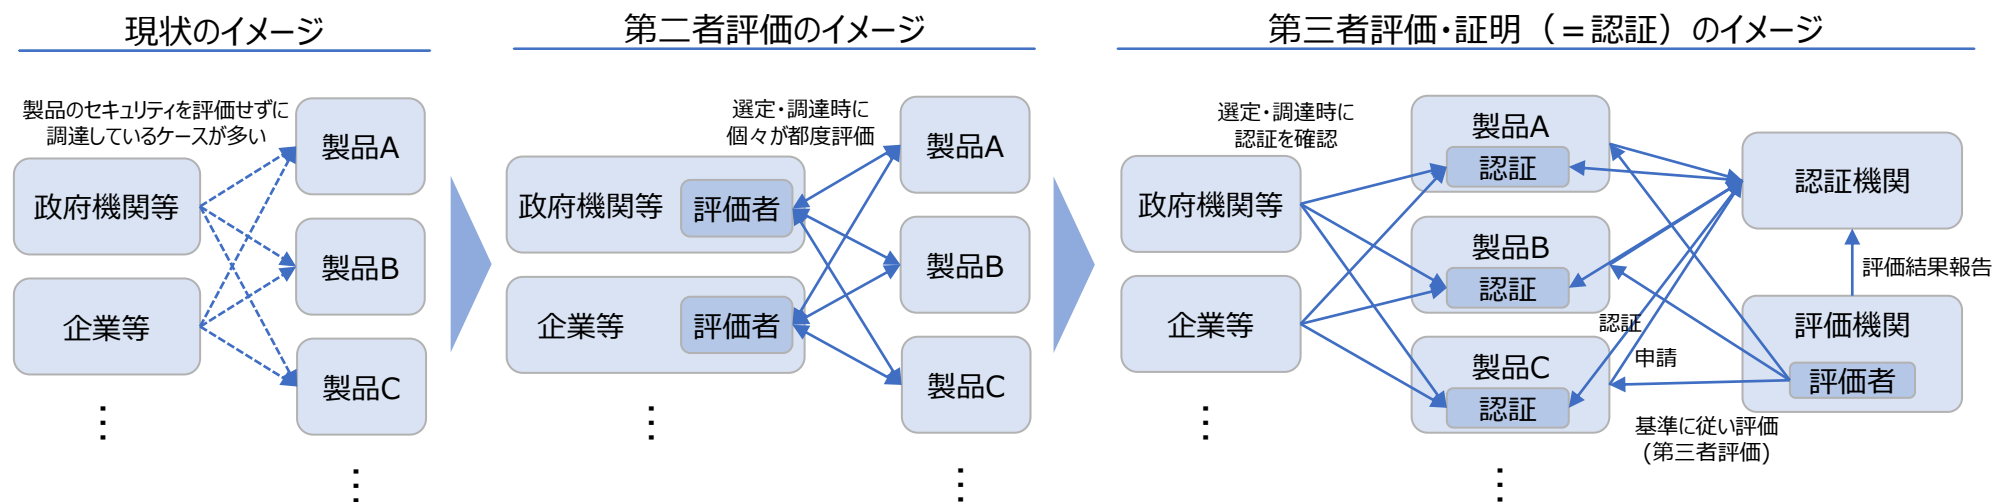 現状のイメージ
製品のセキュリティを評価せずに
調達しているケースが多い
政府機関等
企業等
⋮
製品A
製品B
製品C
⋮
第二者評価のイメージ
選定・調達時に
個々が都度評価
政府機関等
評価者
企業等
評価者
⋮
製品A
製品B
製品C
⋮
第三者評価・証明（=認証）のイメージ
選定・調達時に
認証を確認
政府機関等
企業等
⋮
製品A
認証
製品B
認証
製品C
認証
⋮
認証
申請
認証機関
評価結果報告
評価機関
評価者
基準に従い評価
(第三者評価)